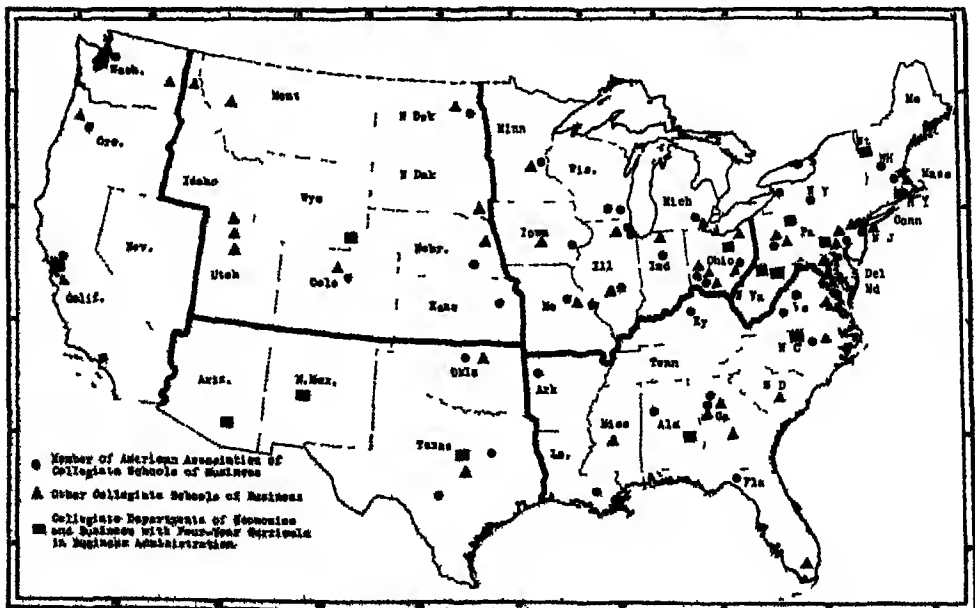 Wash.
Mont
N Dak
Minn
Me
Ore.
Idaho
Wis.
Vt
NH
Mass
N Dak
Wyo
Mich
N Y
N Y
Conn
Nev.
Nebr.
Iowa
Ill
Ind
Ohio
Pa
N J
Utah
Colo
Calif.
Kans
Mo
W Va
Va
Del
Md
Ky
N C
Tenn
Ariz.
N.Mex.
Okla
Ark
S D
Texas
La.
Miss
Ala
Ga
Fla
Member of American Association of
Collegiate Schools of Business
Other Collegiate Schools of Business
Collegiate Departments of Economics
and Business with Four-Year Curricula
in Business Administration